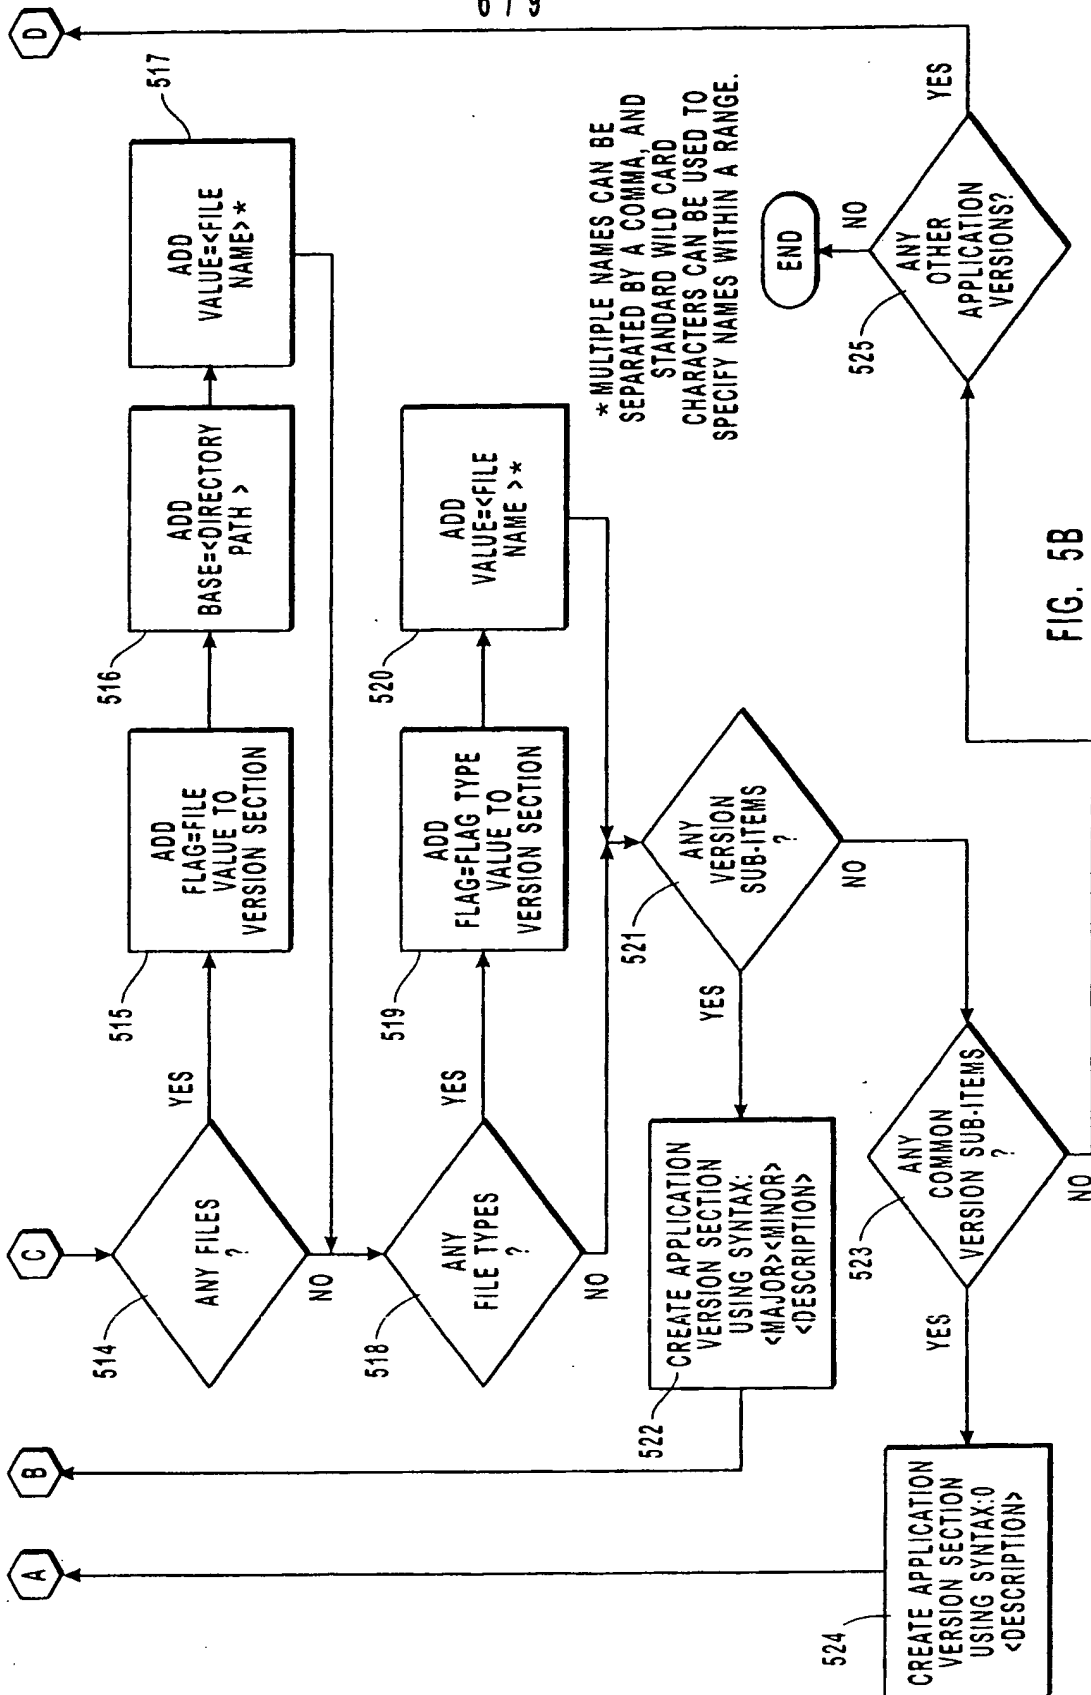 6 / 9
A
B
C
D
514
ANY FILES
?
YES
NO
515
ADD
FLAG=FILE
VALUE TO
VERSION SECTION
516
ADD
BASE=<DIRECTORY
PATH >
517
ADD
VALUE=<FILE
NAME>*
518
ANY
FILE TYPES
?
YES
NO
519
ADD
FLAG=FLAG TYPE
VALUE TO
VERSION SECTION
520
ADD
VALUE=<FILE
NAME >*
521
ANY
VERSION
SUB-ITEMS
?
YES
NO
522
CREATE APPLICATION
VERSION SECTION
USING SYNTAX:
<MAJOR><MINOR>
<DESCRIPTION>
523
ANY
COMMON
VERSION SUB-ITEMS
?
YES
NO
524
CREATE APPLICATION
VERSION SECTION
USING SYNTAX:0
<DESCRIPTION>
525
ANY
OTHER
APPLICATION
VERSIONS?
YES
NO
END
* MULTIPLE NAMES CAN BE
SEPARATED BY A COMMA, AND
STANDARD WILD CARD
CHARACTERS CAN BE USED TO
SPECIFY NAMES WITHIN A RANGE.
FIG. 5B